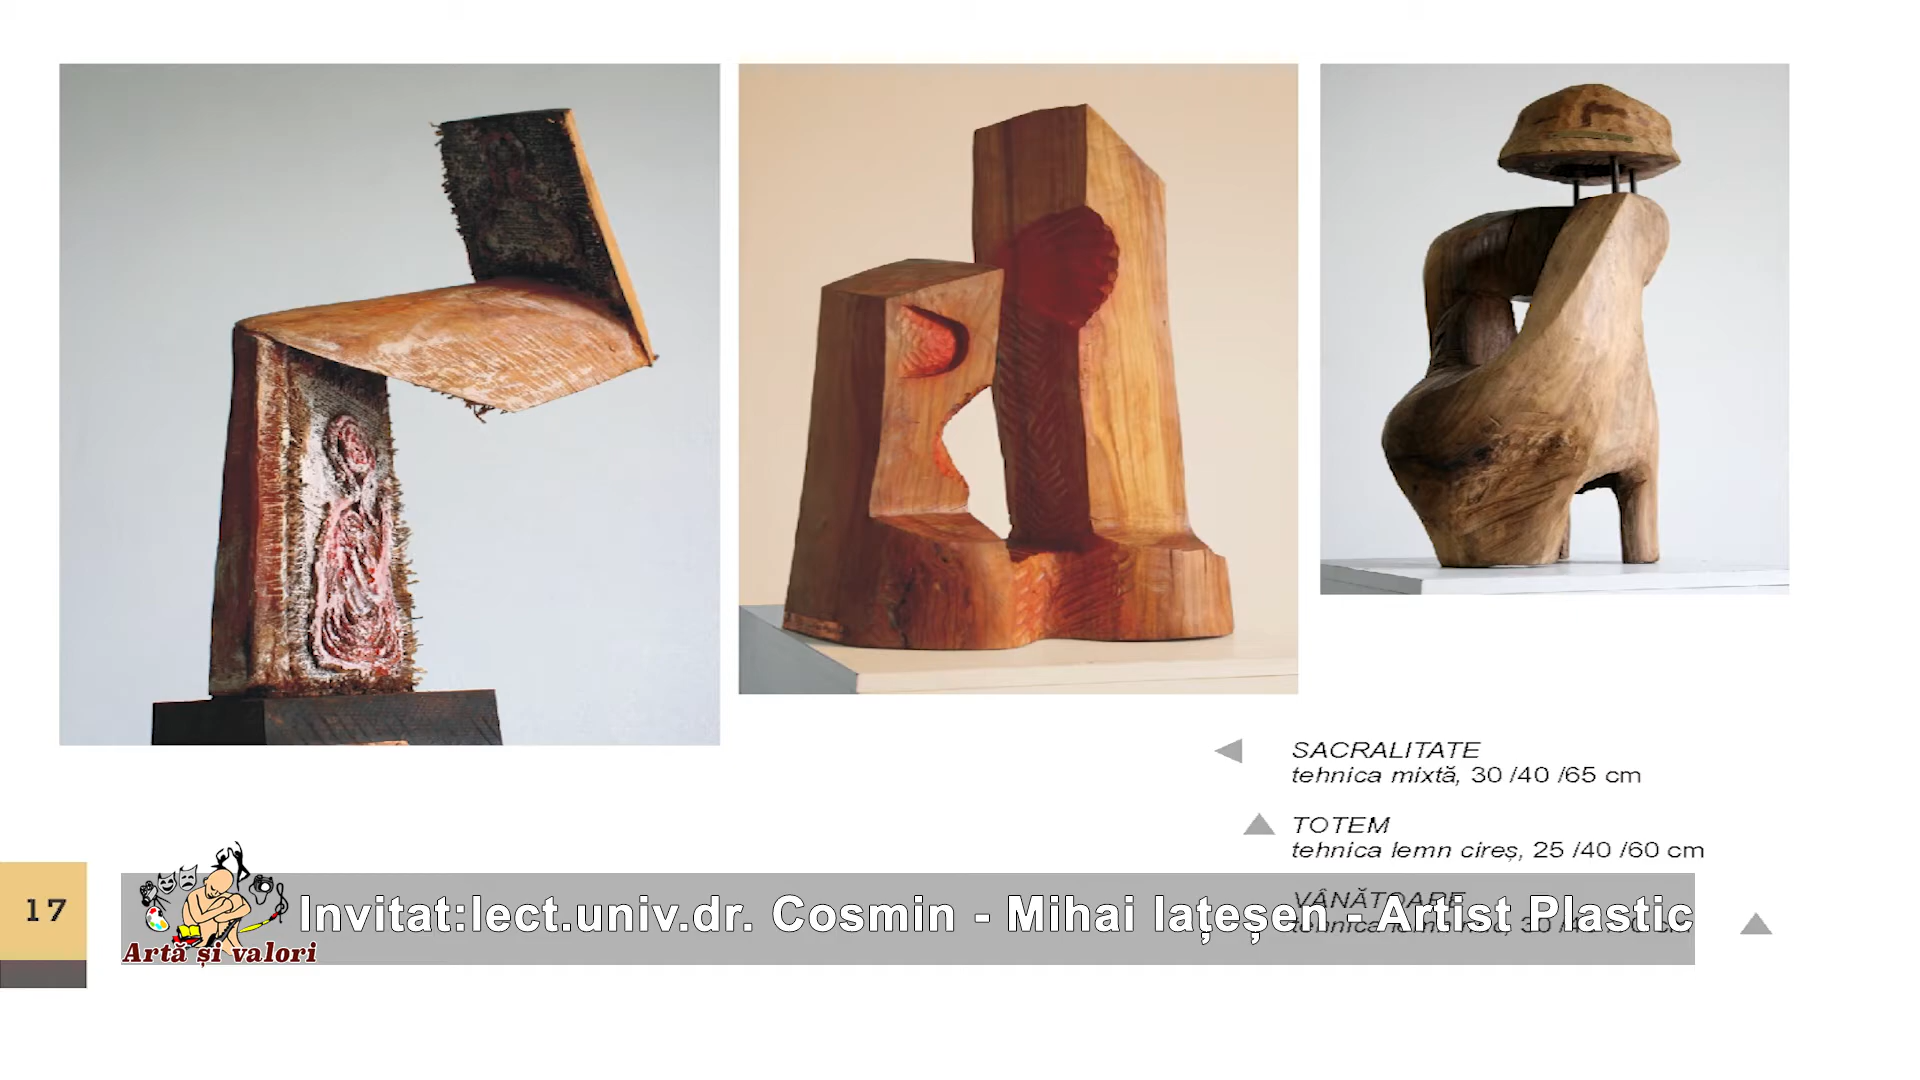 SACRALITATE
tehnica mixtă, 30 /40 /65 cm
TOTEM
tehnica lemn cireș, 25 /40 /60 cm
VÂNĂTOARE
17
Invitat:lect.univ.dr. Cosmin - Mihai Iațeșen - Artist Plastic
Artă și valori